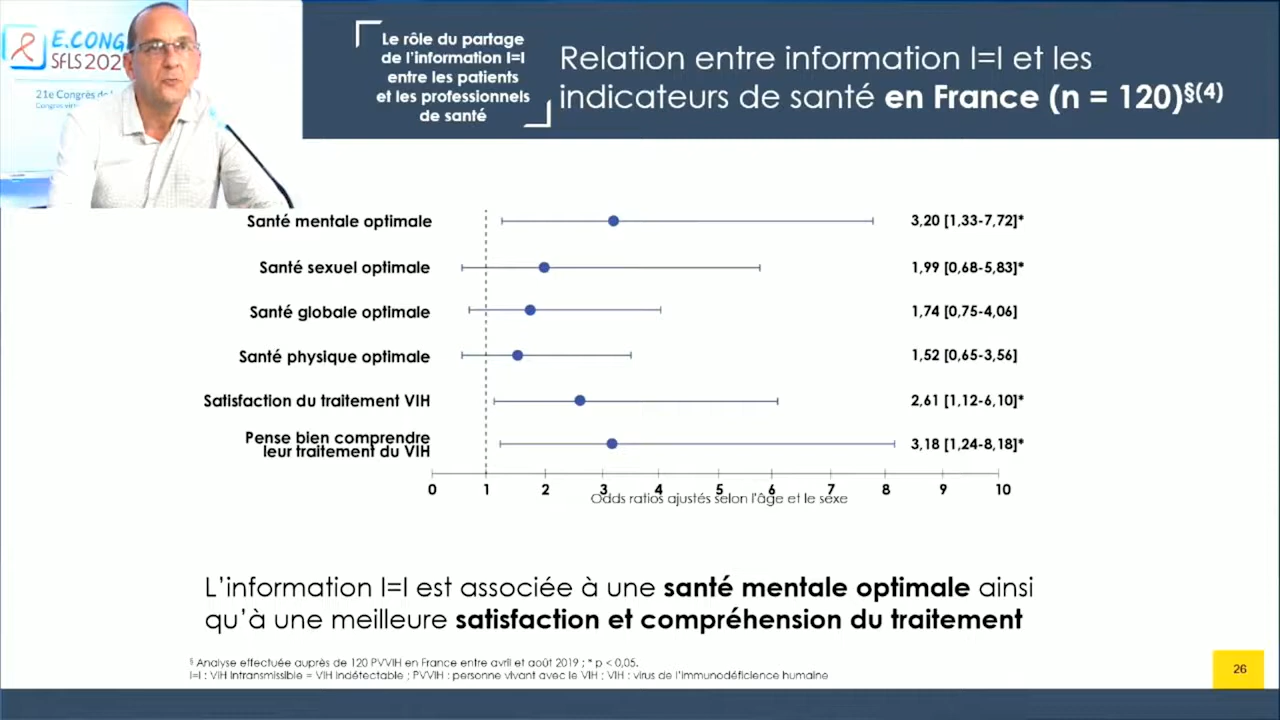 E.CONG
SFLS 202
21e Congrès de
Le rôle du partage
de l'information I=I
entre les patients
et les professionnels
de santé
Relation entre information I=I et les
indicateurs de santé en France (n = 120)§(4)
Santé mentale optimale
3,20 [1,33-7,72]*
Santé sexuel optimale
1,99 [0,68-5,83]*
Santé globale optimale
1,74 [0,75-4,06]
Santé physique optimale
1,52 [0,65-3,56]
Satisfaction du traitement VIH
2,61 [1,12-6,10]*
Pense bien comprendre
leur traitement du VIH
3,18 [1,24-8,18]*
0 1 2 3 4 5 6 7 8 9 10
Odds ratios ajustés selon l'âge et le sexe
L'information I=I est associée à une santé mentale optimale ainsi
qu'à une meilleure satisfaction et compréhension du traitement
§ Analyse effectuée auprès de 120 PVVIH en France entre avril et août 2019 ; * p < 0,05.
I=I : VIH Intransmissible = VIH Indétectable ; PVVIH : personne vivant avec le VIH ; VIH : virus de l'immunodéficience humaine
26